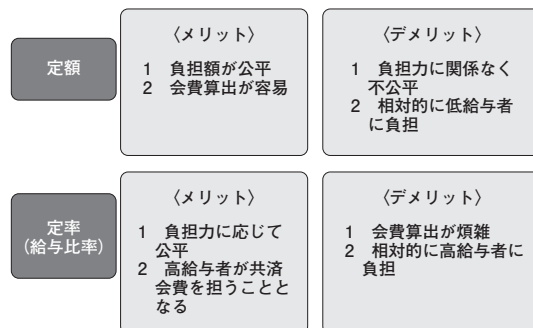 定額
〈メリット〉
1 負担額が公平
2 会費算出が容易
〈デメリット〉
1 負担力に関係なく
不公平
2 相対的に低給与者
に負担
定率
(給与比率)
〈メリット〉
1 負担力に応じて
公平
2 高給与者が共済
会費を担うことと
なる
〈デメリット〉
1 会費算出が煩雑
2 相対的に高給与者に
負担